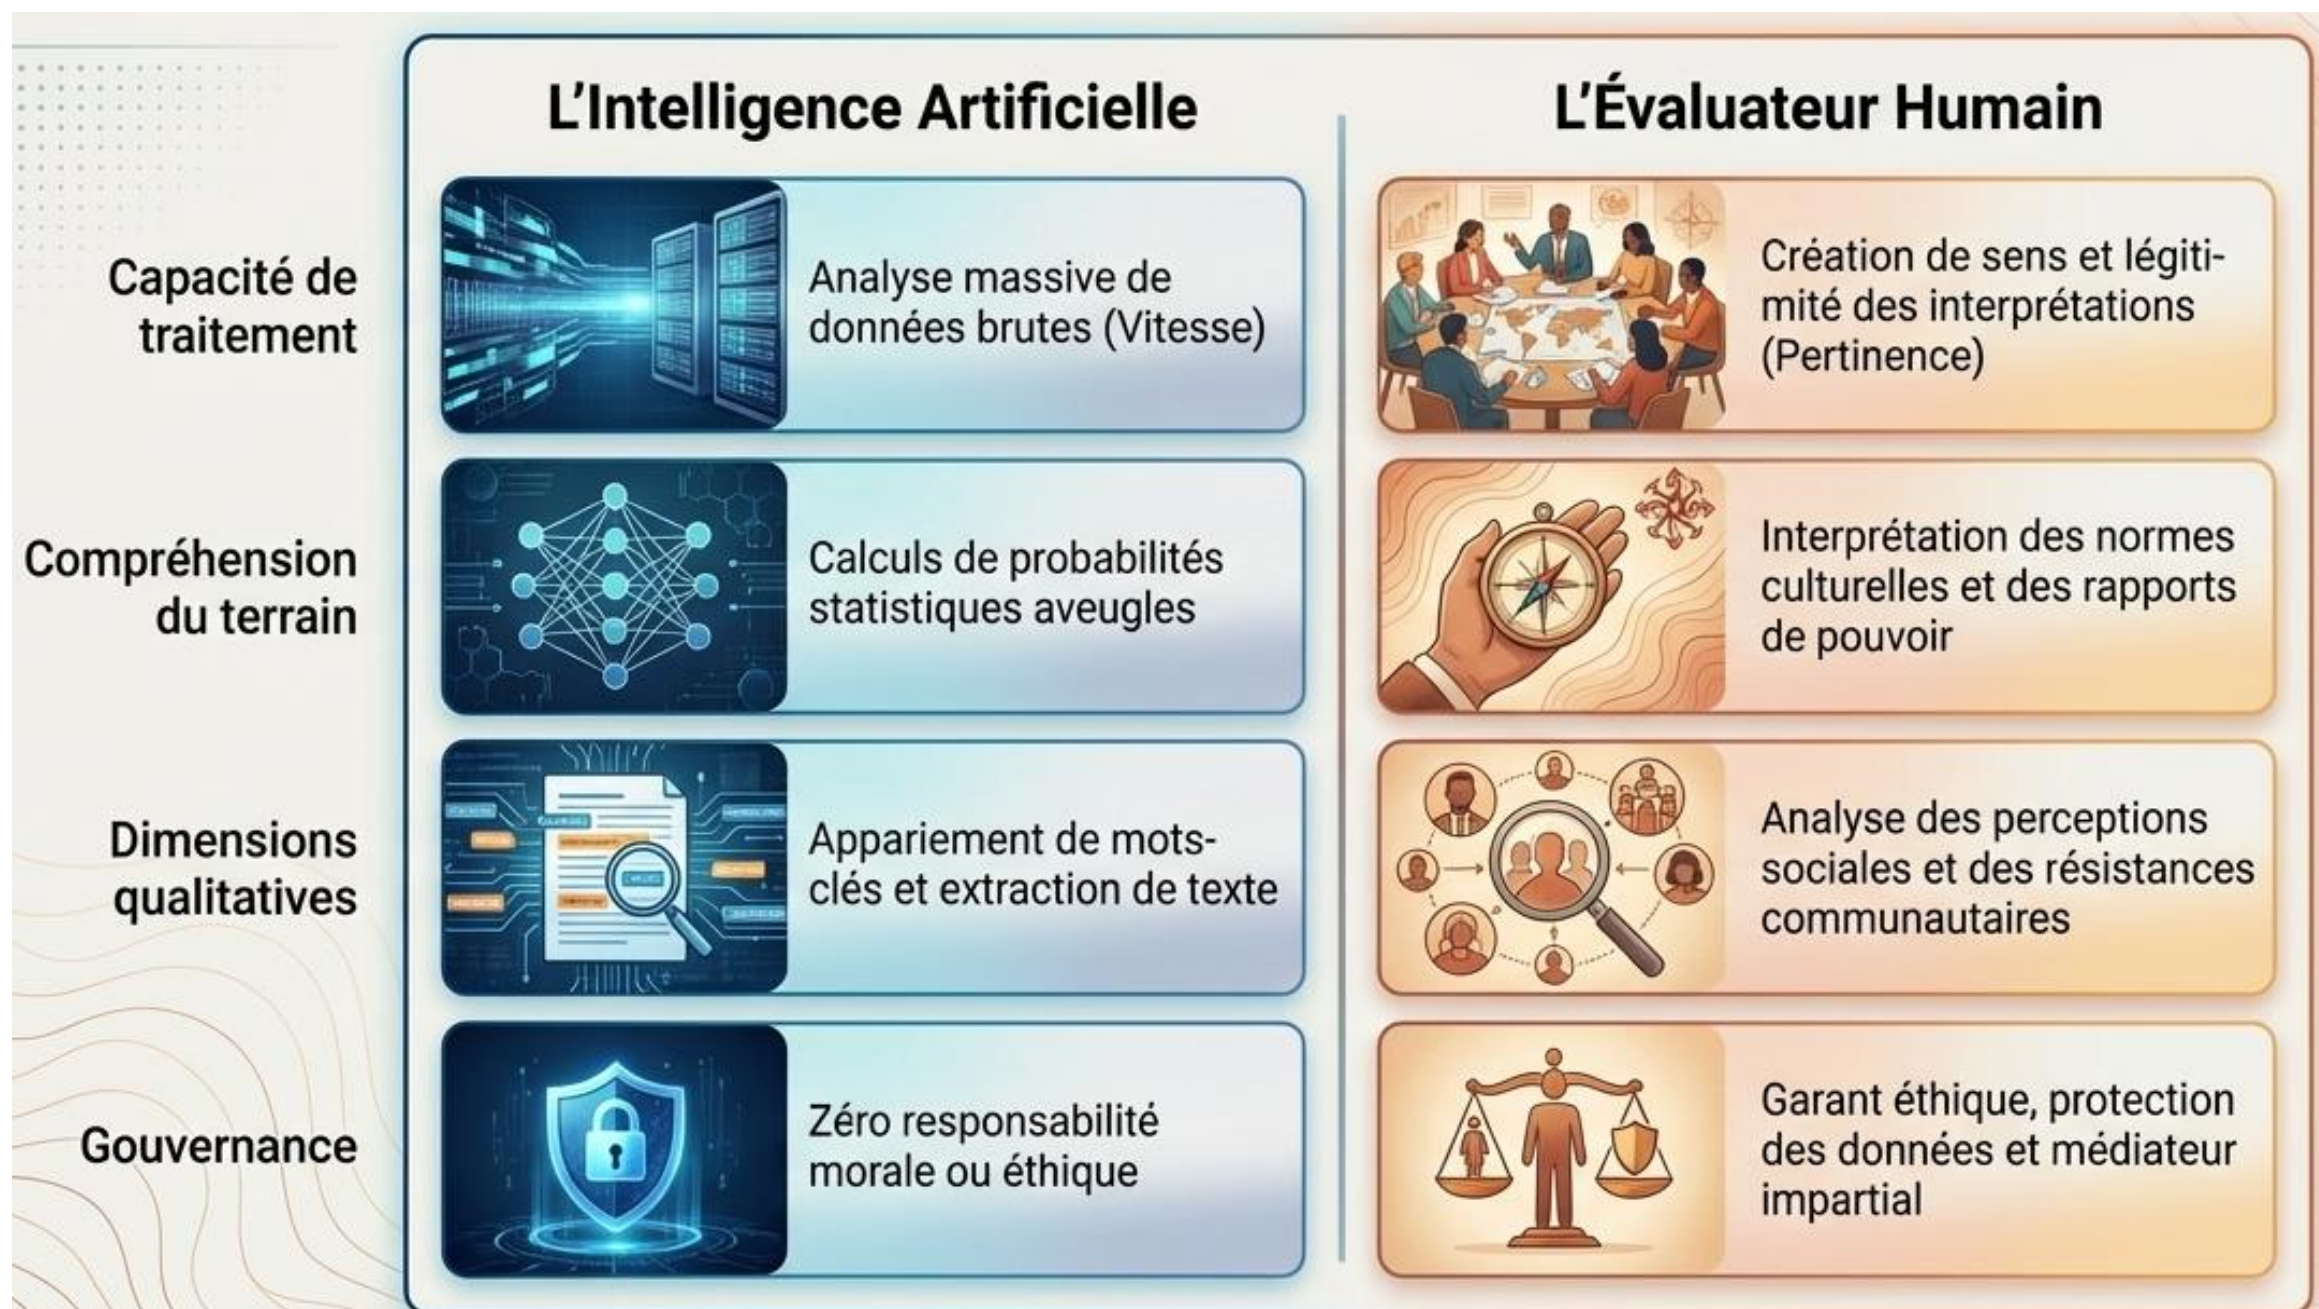 L’Intelligence Artificielle
L’Évaluateur Humain
Capacité de
traitement
Analyse massive de
données brutes (Vitesse)
Création de sens et légiti-
mité des interprétations
(Pertinence)
Compréhension
du terrain
Calculs de probabilités
statistiques aveugles
Interprétation des normes
culturelles et des rapports
de pouvoir
Dimensions
qualitatives
Appariement de mots-
clés et extraction de texte
Analyse des perceptions
sociales et des résistances
communautaires
Gouvernance
Zéro responsabilité
morale ou éthique
Garant éthique, protection
des données et médiateur
impartial